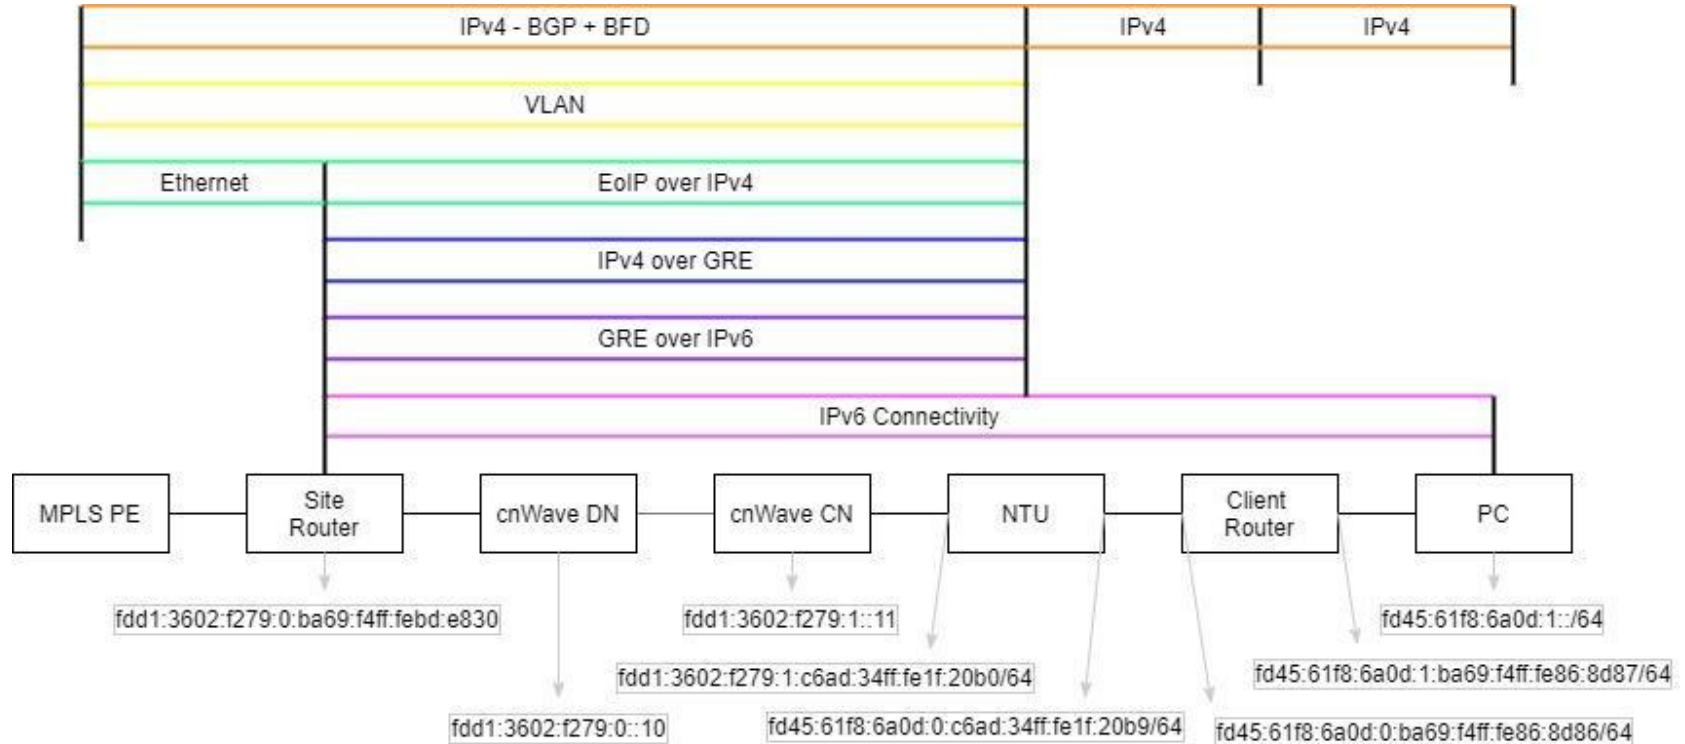 IPv4 - BGP + BFD
IPv4
IPv4
VLAN
Ethernet
EoIP over IPv4
IPv4 over GRE
GRE over IPv6
IPv6 Connectivity
MPLS PE
Site
Router
cnWave DN
cnWave CN
NTU
Client
Router
PC
fdd1:3602:f279:0:ba69:f4ff:febd:e830
fdd1:3602:f279:1::11
fd45:61f8:6a0d:1::/64
fdd1:3602:f279:1:c6ad:34ff:fe1f:20b0/64
fd45:61f8:6a0d:1:ba69:f4ff:fe86:8d87/64
fdd1:3602:f279:0::10
fd45:61f8:6a0d:0:c6ad:34ff:fe1f:20b9/64
fd45:61f8:6a0d:0:ba69:f4ff:fe86:8d86/64